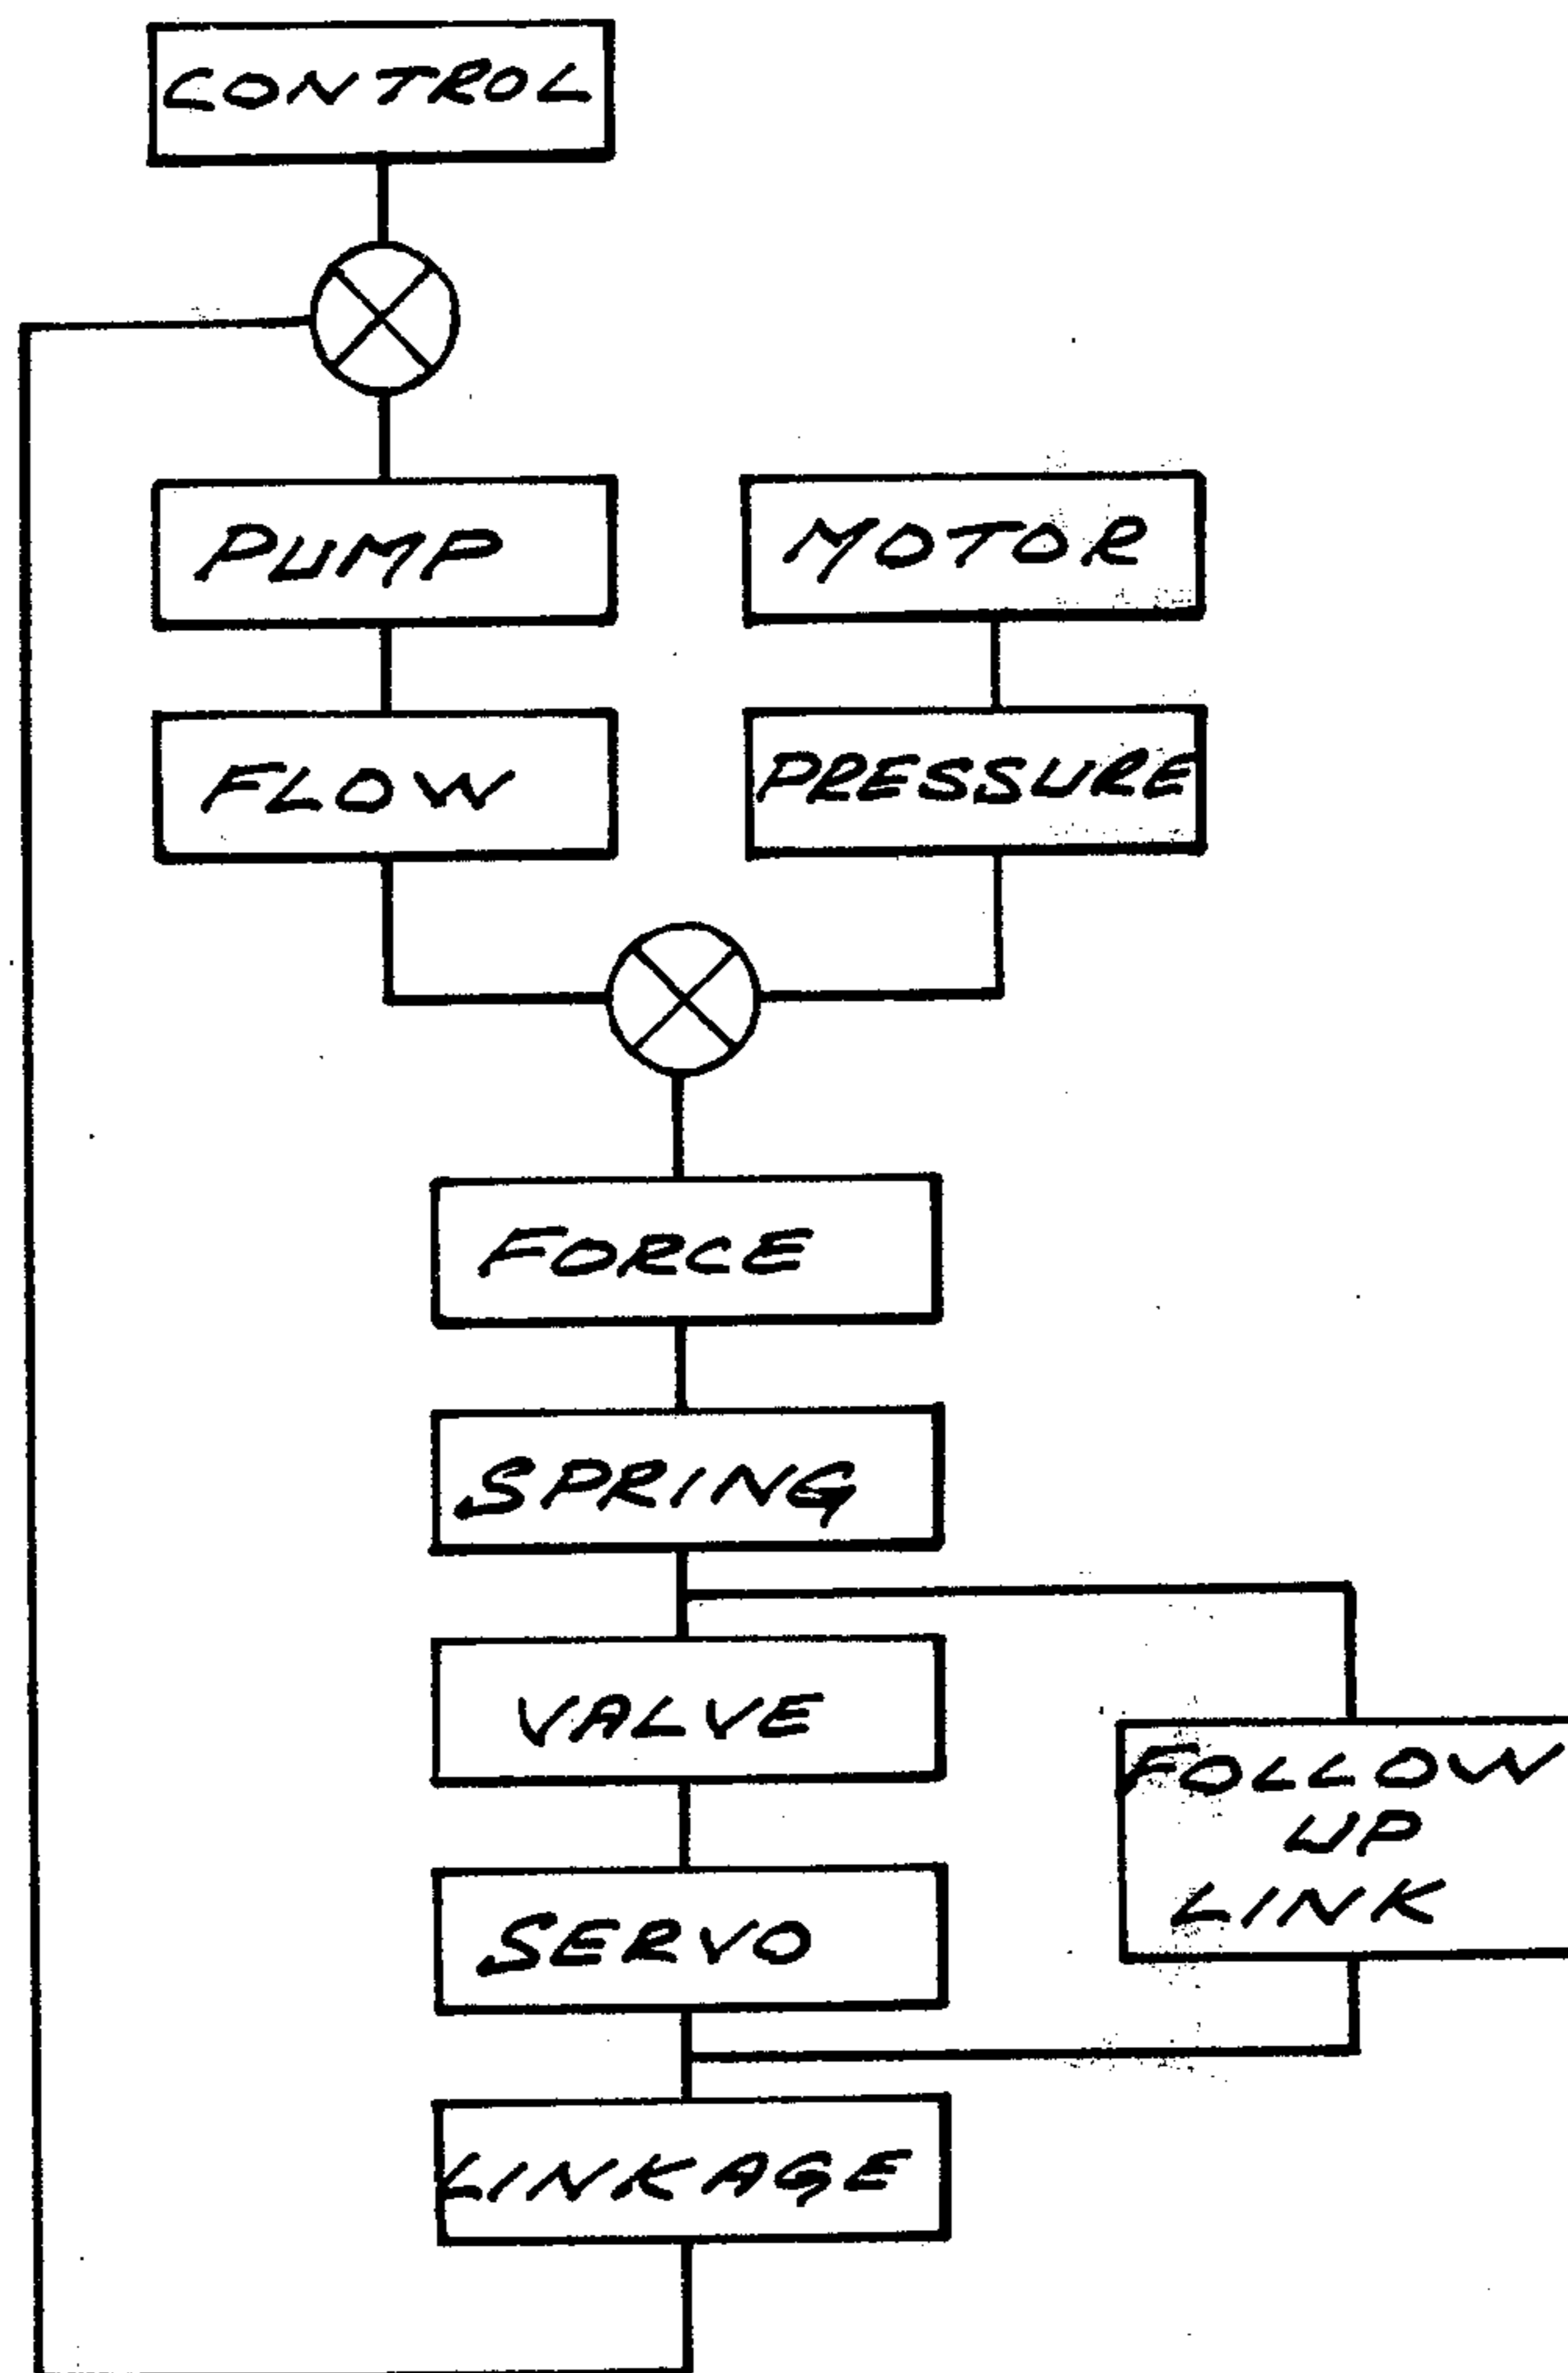 CONTROL
PUMP
MOTOR
FLOW
PRESSURE
FORCE
SPRING
VALVE
FOLLOW
UP
LINK
SERVO
LINKAGE